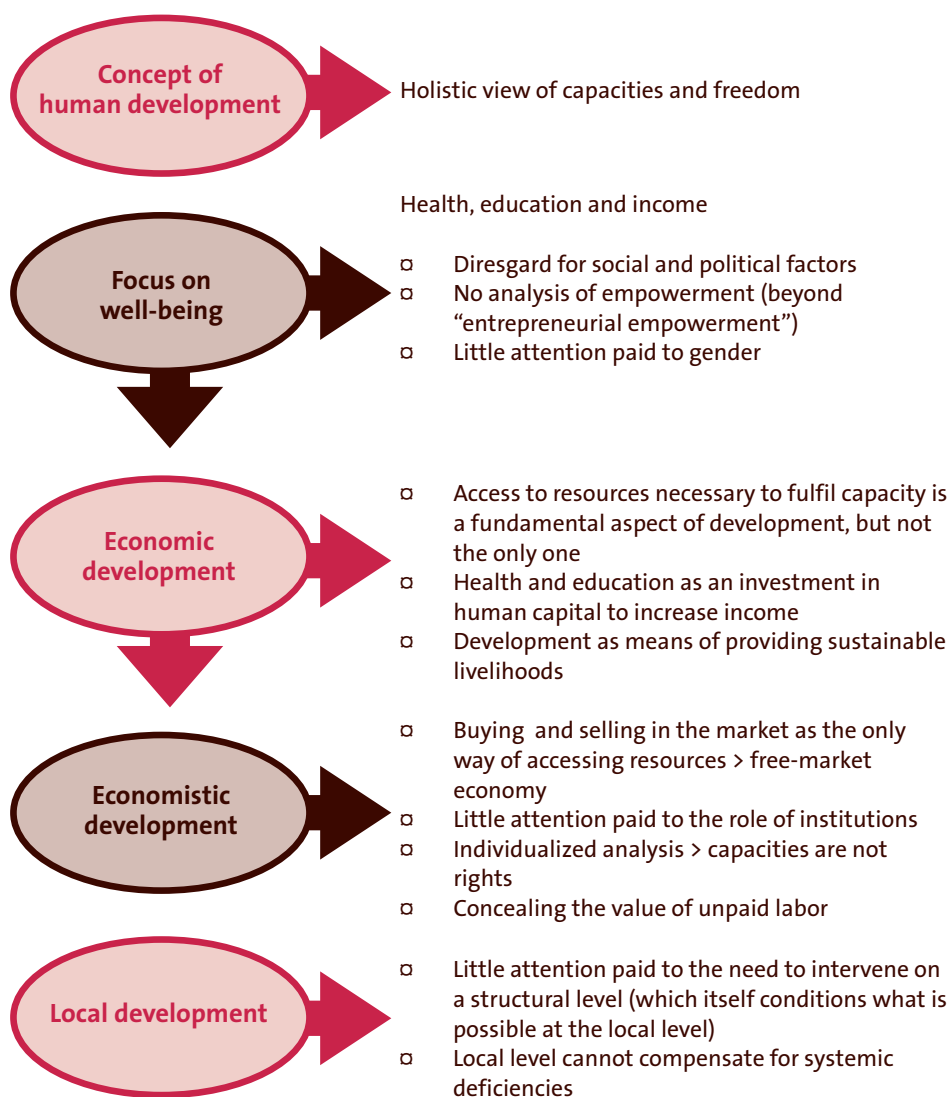 Concept of
human development
Holistic view of capacities and freedom
Focus on
well-being
Health, education and income
¤ Diresgard for social and political factors
¤ No analysis of empowerment (beyond
“entrepreneurial empowerment”)
¤ Little attention paid to gender
Economic
development
¤ Access to resources necessary to fulfil capacity is
a fundamental aspect of development, but not
the only one
¤ Health and education as an investment in
human capital to increase income
¤ Development as means of providing sustainable
livelihoods
Economistic
development
¤ Buying and selling in the market as the only
way of accessing resources > free-market
economy
¤ Little attention paid to the role of institutions
¤ Individualized analysis > capacities are not
rights
¤ Concealing the value of unpaid labor
Local development
¤ Little attention paid to the need to intervene on
a structural level (which itself conditions what is
possible at the local level)
¤ Local level cannot compensate for systemic
deficiencies